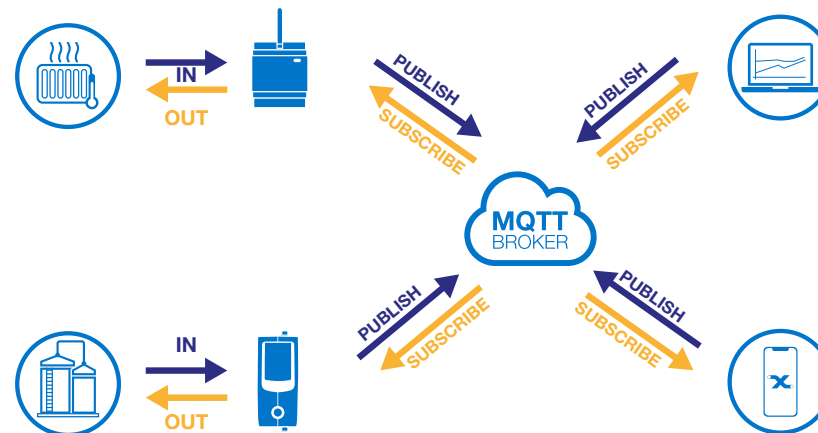 IN
OUT
PUBLISH
SUBSCRIBE
PUBLISH
SUBSCRIBE
MQTT
BROKER
IN
OUT
PUBLISH
SUBSCRIBE
PUBLISH
SUBSCRIBE
X